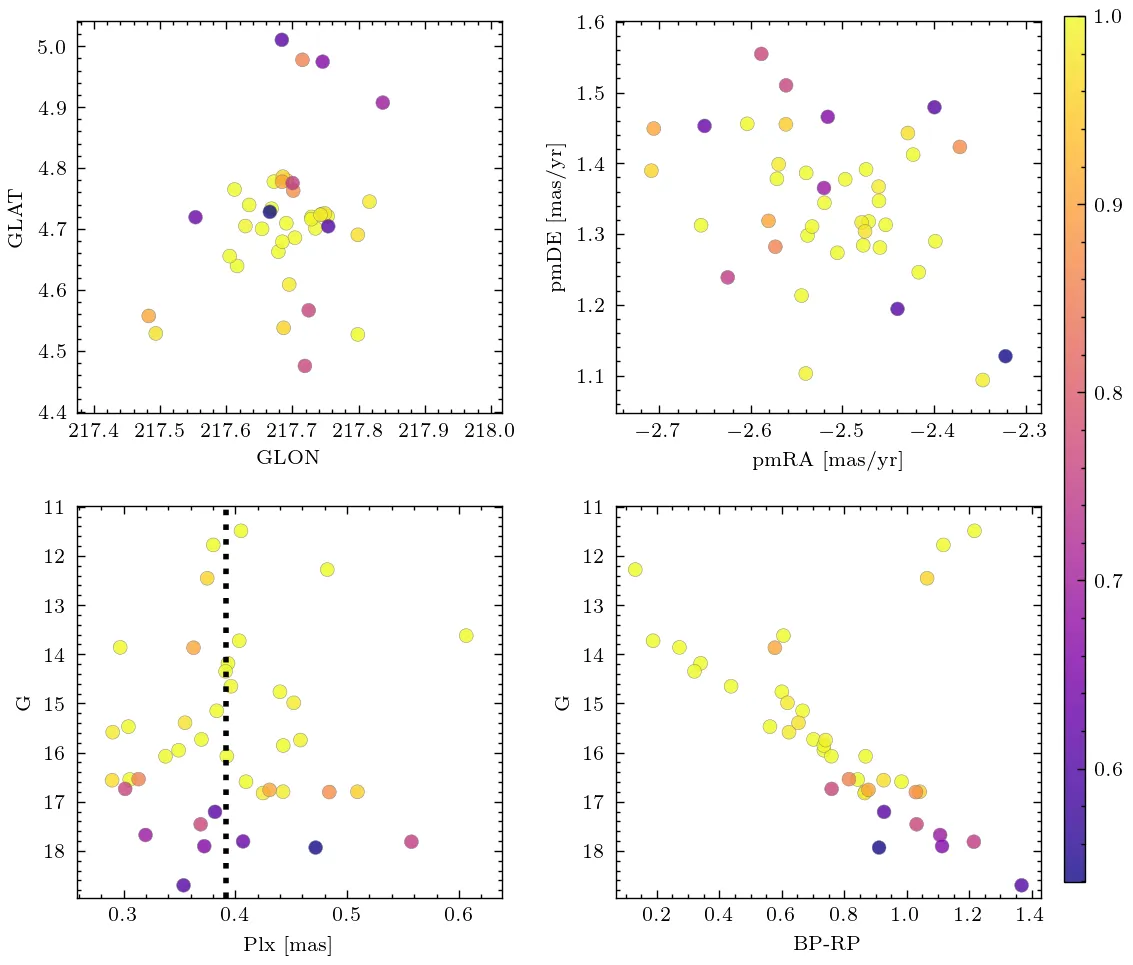 5.0
4.9
4.8
4.7
4.6
4.5
4.4
GLAT
217.4 217.5 217.6 217.7 217.8 217.9 218.0
GLON
1.6
1.5
1.4
1.3
1.2
1.1
pmDE [mas/yr]
−2.7 −2.6 −2.5 −2.4 −2.3
pmRA [mas/yr]
1.0
0.9
0.8
0.7
0.6
11
12
13
14
15
16
17
18
G
0.3 0.4 0.5 0.6
Plx [mas]
11
12
13
14
15
16
17
18
G
0.2 0.4 0.6 0.8 1.0 1.2 1.4
BP-RP